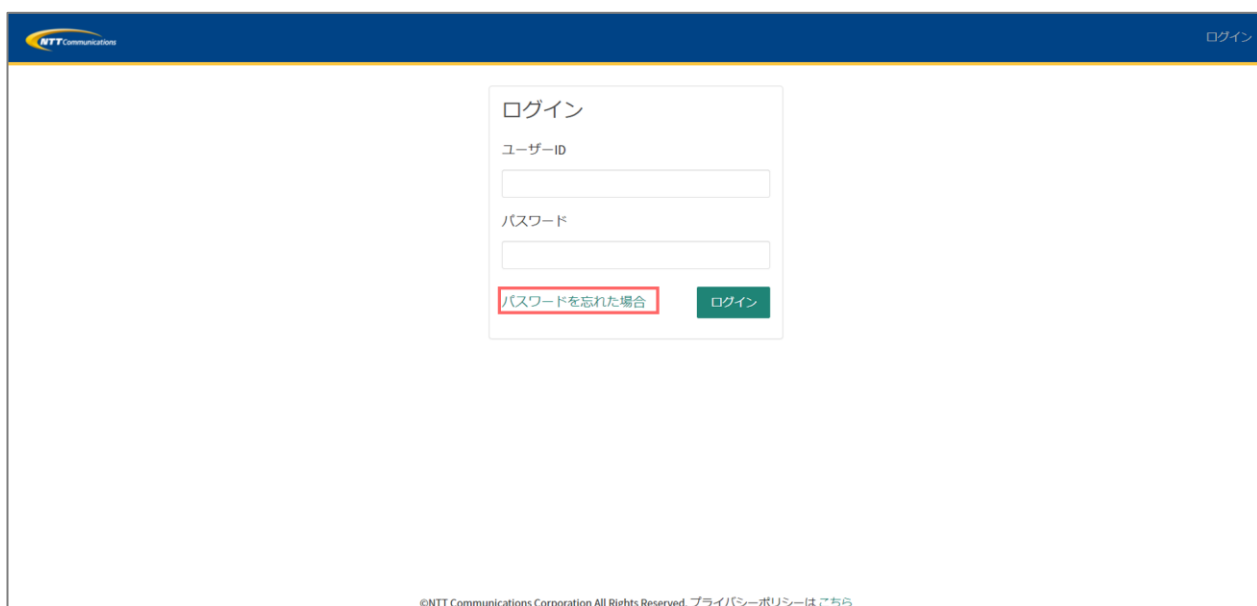 NTT Communications
ログイン
ログイン
ユーザーID
パスワード
パスワードを忘れた場合 ログイン
©NTT Communications Corporation All Rights Reserved. プライバシーポリシーは こちら